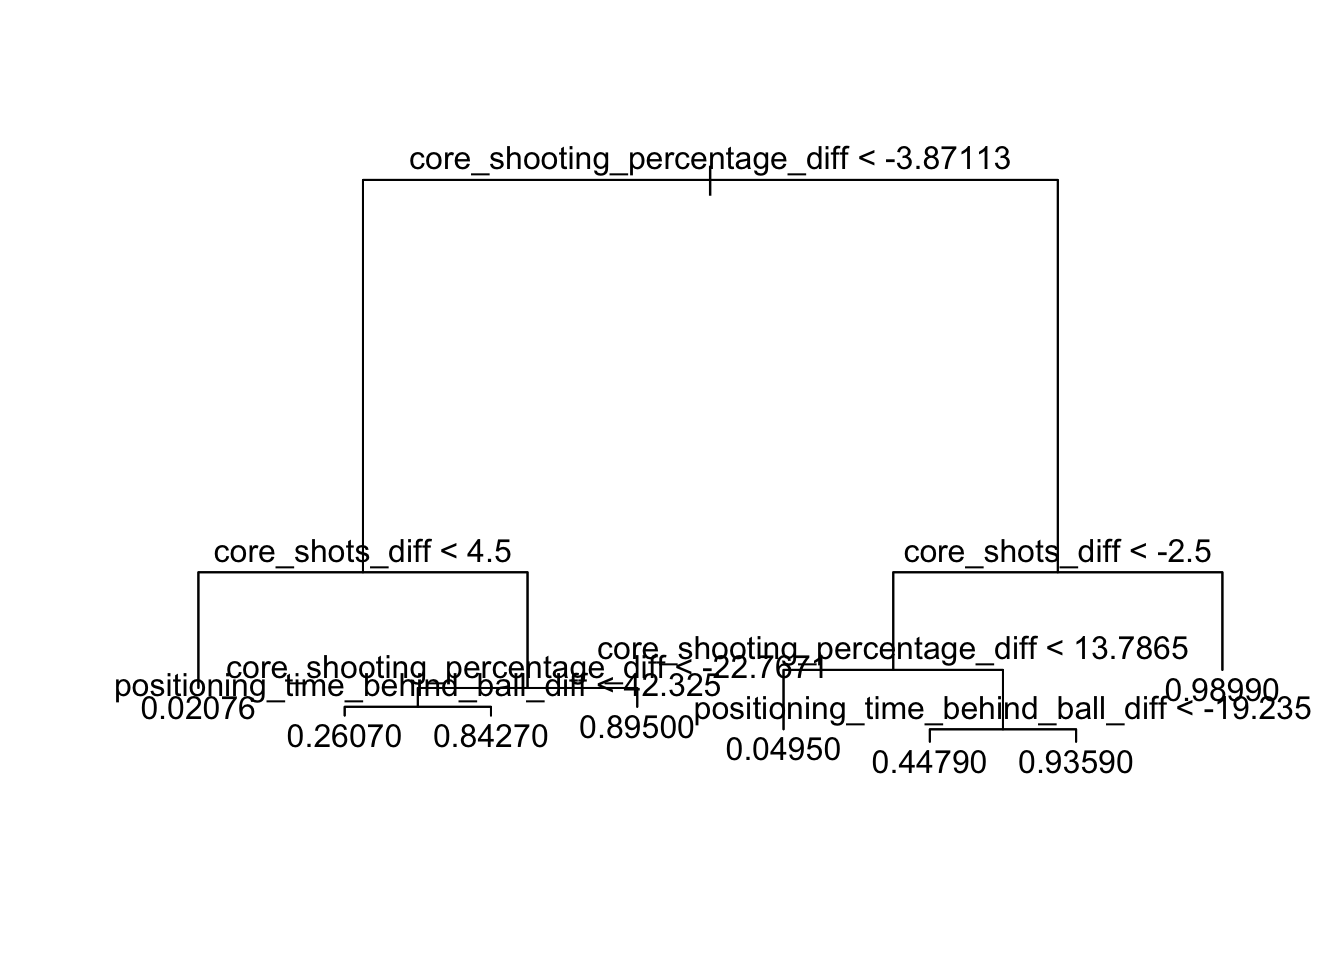 core_shooting_percentage_diff < -3.87113
core_shots_diff < 4.5
core_shots_diff < -2.5
core_shooting_percentage_diff < 13.7865
core_shooting_percentage_diff < -22.7671
positioning_time_behind_ball_diff < 42.325
0.98990
0.02076
positioning_time_behind_ball_diff < -19.235
0.89500
0.26070
0.84270
0.04950
0.44790
0.93590